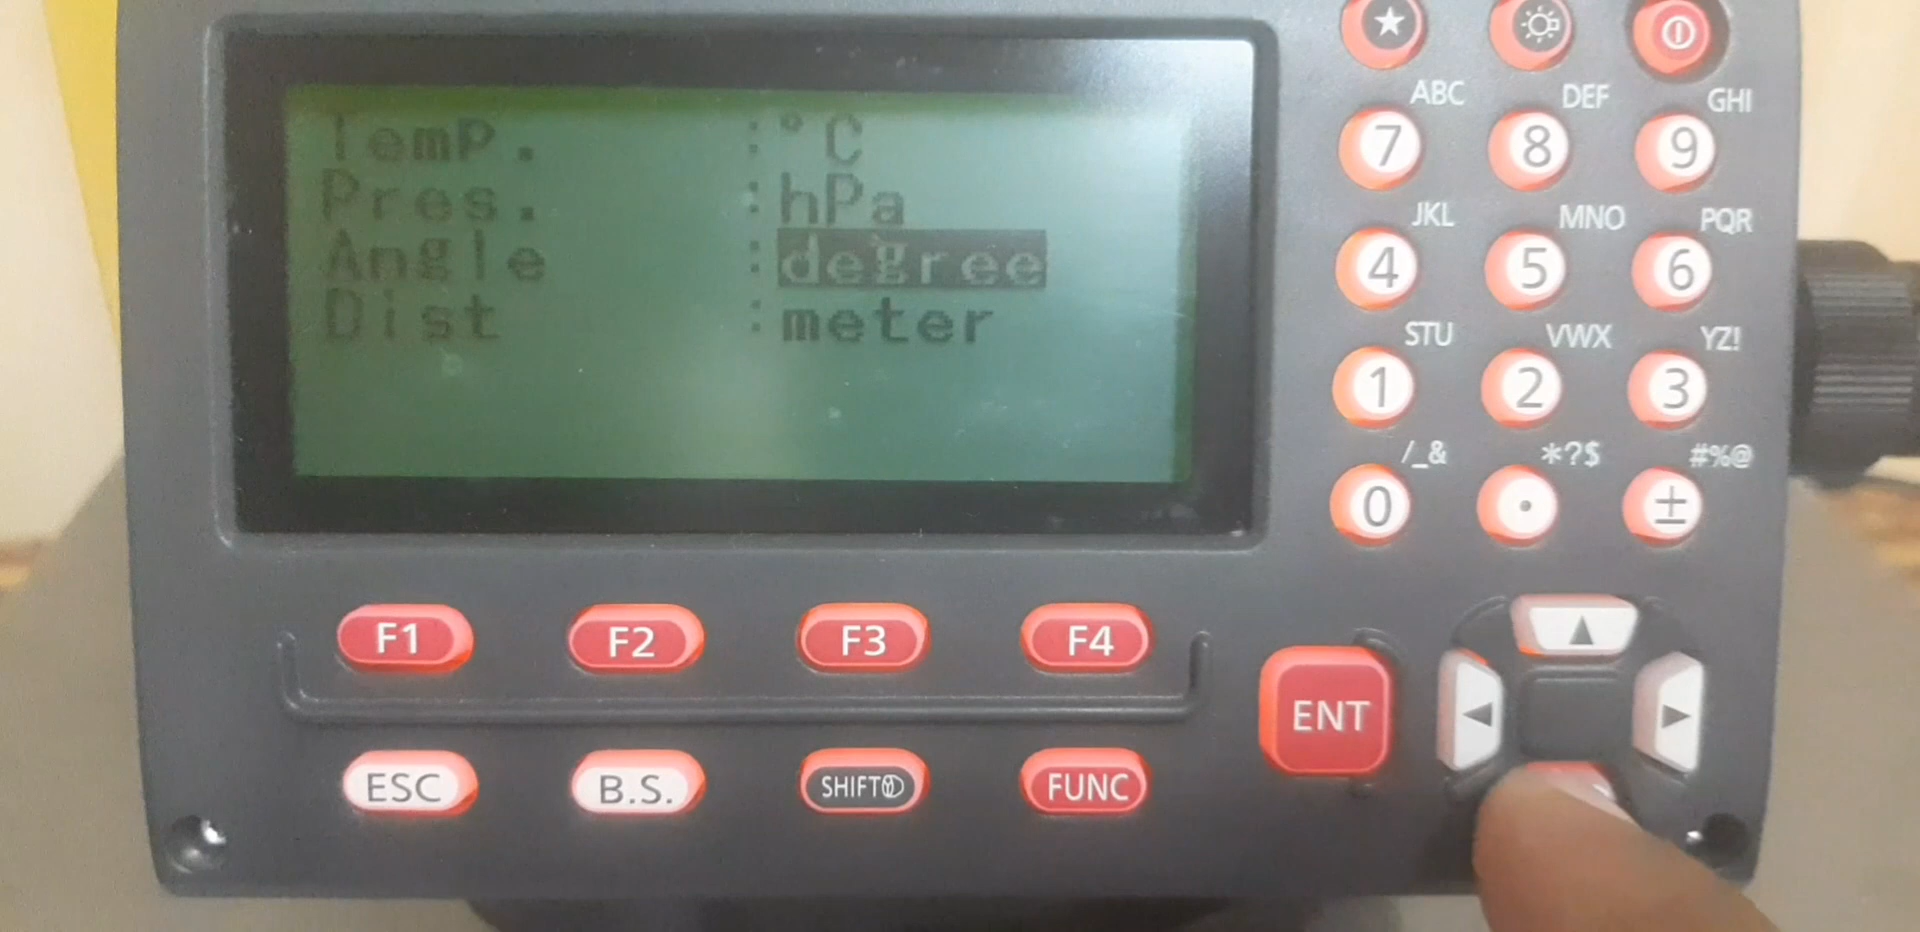 Temp. :°C
Pres. :hPa
Angle :degree
Dist :meter
ABC DEF GHI
7 8 9
JKL MNO PQR
4 5 6
STU VWX YZ!
1 2 3
/_& *?$ #%@
0 . ±
F1 F2 F3 F4
ENT
ESC B.S. SHIFT FUNC